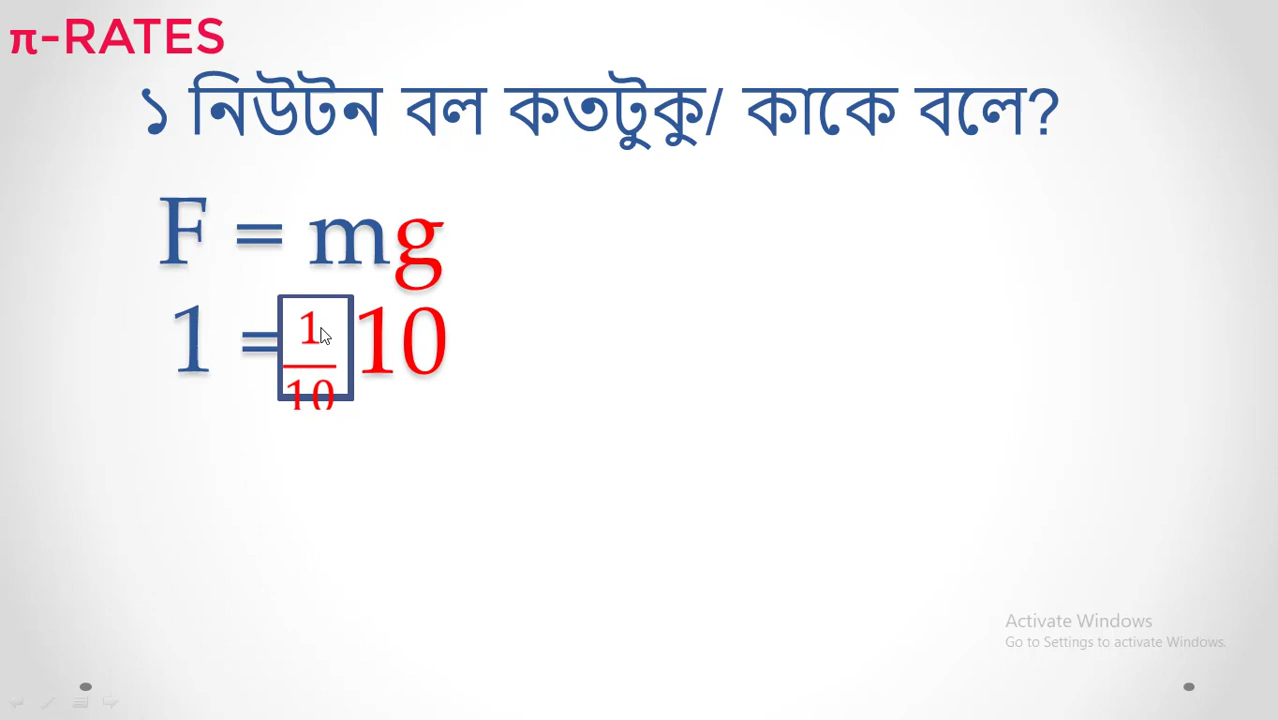 π-RATES
১ নিউটন বল কতটুকু/ কাকে বলে?
F = mg
1 = 1/10 10
Activate Windows
Go to Settings to activate Windows.